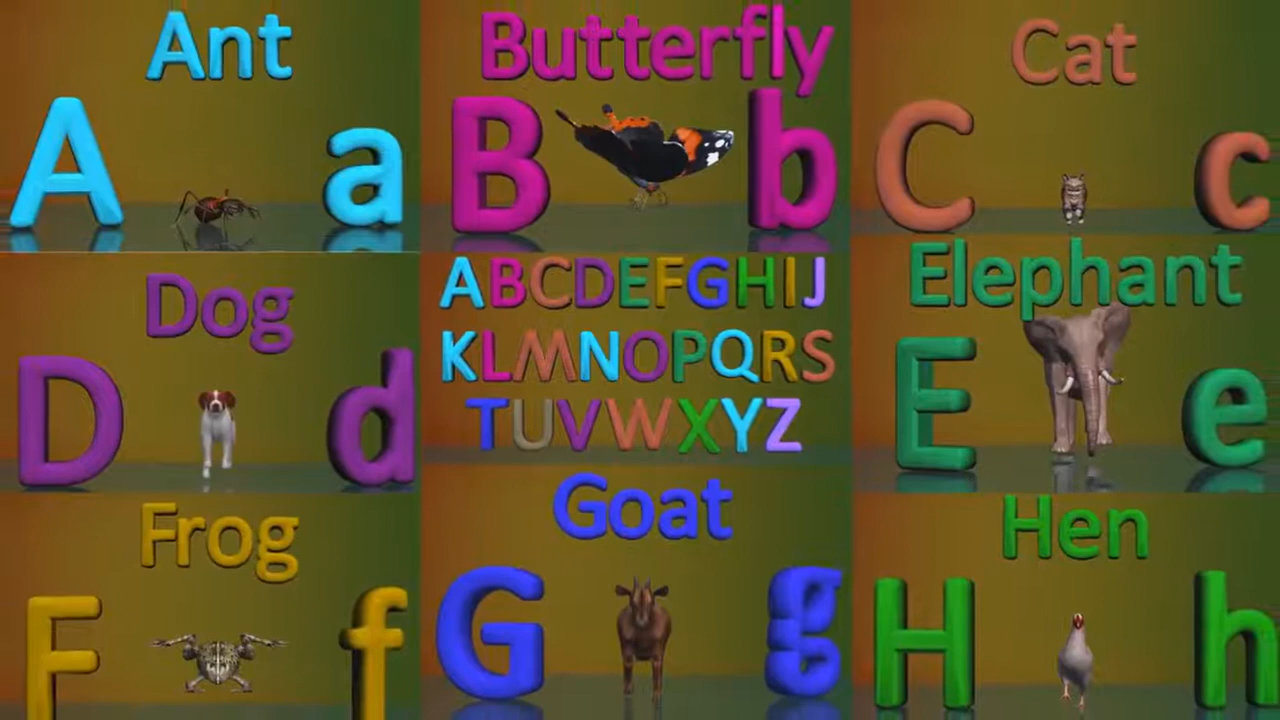 Ant
A a
Butterfly
B b
Cat
C c
Dog
D d
ABCDEFGHIJ
KLMNOPQRS
TUVWXYZ
Elephant
E e
Frog
F f
Goat
G g
Hen
H h